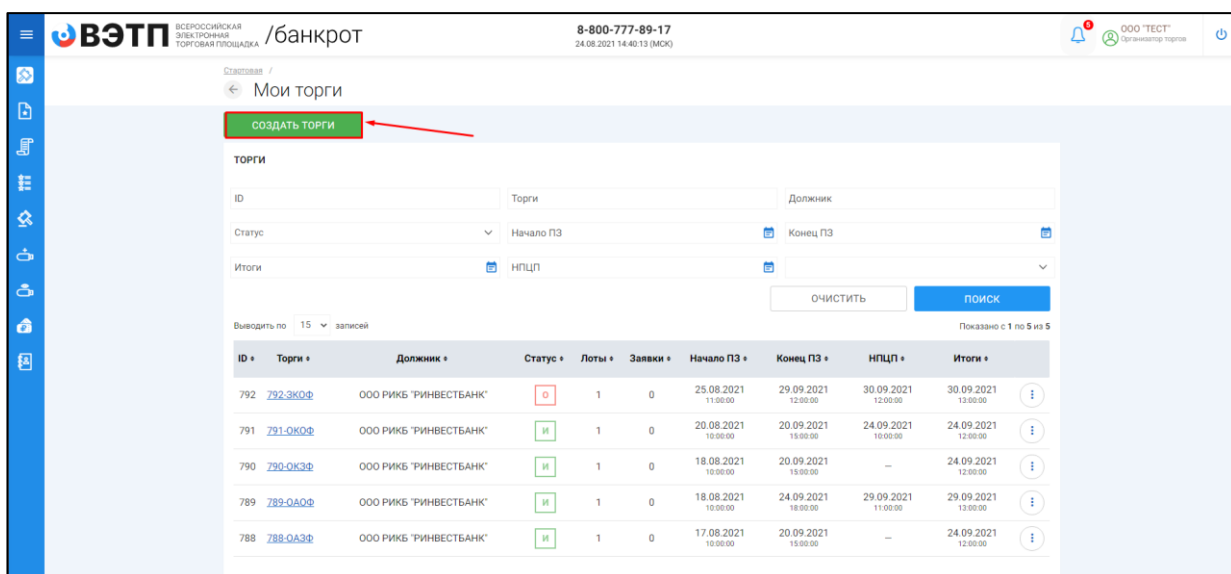 ВЭТП ВСЕРОССИЙСКАЯ ЭЛЕКТРОННАЯ ТОРГОВАЯ ПЛОЩАДКА /банкрот
8-800-777-89-17
24.08.2021 14:40:13 (МСК)
5
ООО "ТЕСТ"
Организатор торгов
Стартовая /
Мои торги
СОЗДАТЬ ТОРГИ
ТОРГИ
ID Торги Должник
Статус Начало ПЗ Конец ПЗ
Итоги НПЦП
ОЧИСТИТЬ ПОИСК
Выводить по 15 записей Показано с 1 по 5 из 5
ID Торги Должник Статус Лоты Заявки Начало ПЗ Конец ПЗ НПЦП Итоги
792 792-ЗКОФ ООО РИКБ "РИНВЕСТБАНК" О 1 0 25.08.2021 29.09.2021 30.09.2021 30.09.2021
11:00:00 12:00:00 12:00:00 13:00:00
791 791-ОКОФ ООО РИКБ "РИНВЕСТБАНК" И 1 0 20.08.2021 20.09.2021 24.09.2021 24.09.2021
10:00:00 15:00:00 10:00:00 12:00:00
790 790-ОКЗФ ООО РИКБ "РИНВЕСТБАНК" И 1 0 18.08.2021 20.09.2021 – 24.09.2021
10:00:00 15:00:00 12:00:00
789 789-ОАОФ ООО РИКБ "РИНВЕСТБАНК" И 1 0 18.08.2021 24.09.2021 29.09.2021 29.09.2021
10:00:00 18:00:00 11:00:00 13:00:00
788 788-ОАЗФ ООО РИКБ "РИНВЕСТБАНК" И 1 0 17.08.2021 20.09.2021 – 24.09.2021
10:00:00 15:00:00 12:00:00